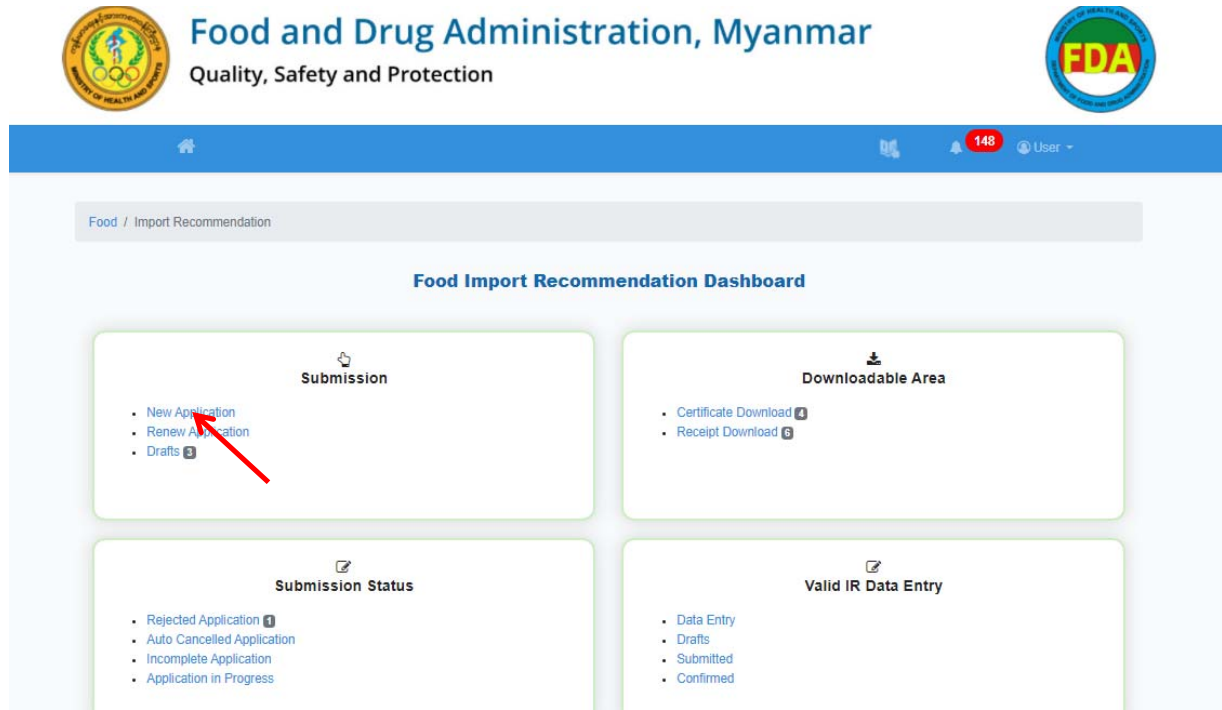 Food and Drug Administration, Myanmar
Quality, Safety and Protection
FDA
148
User
Food / Import Recommendation
Food Import Recommendation Dashboard
Submission
New Application
Renew Application
Drafts 3
Downloadable Area
Certificate Download 4
Receipt Download 6
Submission Status
Rejected Application 1
Auto Cancelled Application
Incomplete Application
Application in Progress
Valid IR Data Entry
Data Entry
Drafts
Submitted
Confirmed